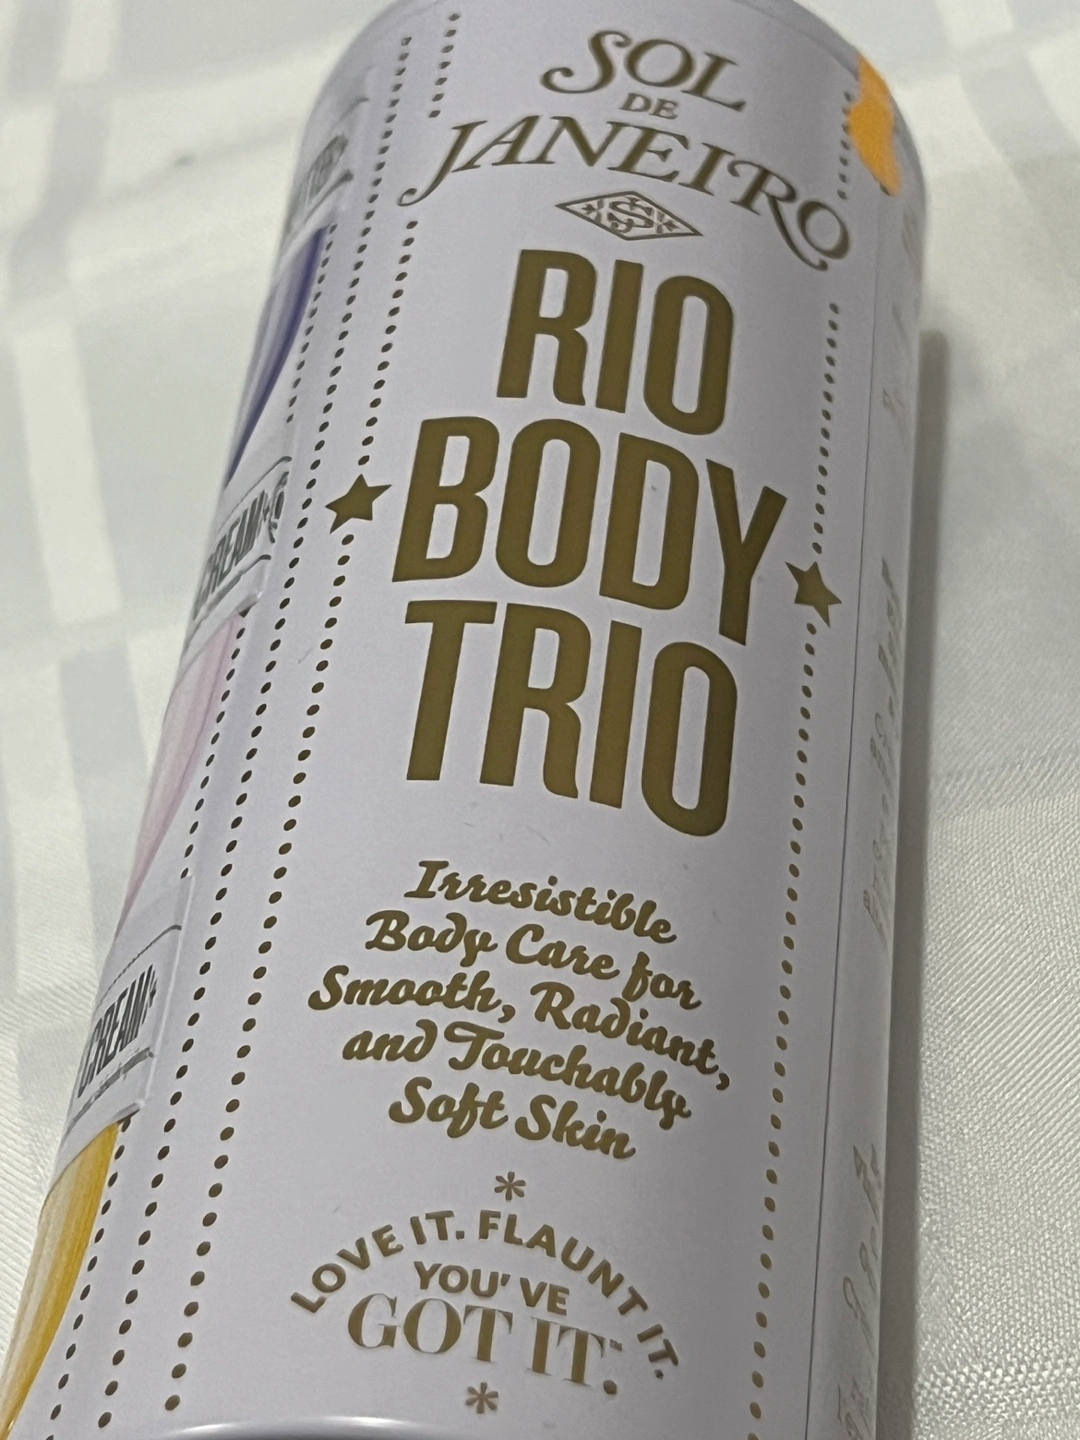 SOL
DE
JANEIRO
RIO
BODY
TRIO
Irresistible
Body Care for
Smooth, Radiant,
and Touchably
Soft Skin
LOVE IT. FLAUNT IT.
YOU'VE
GOT IT.™
CREAM
CREAM